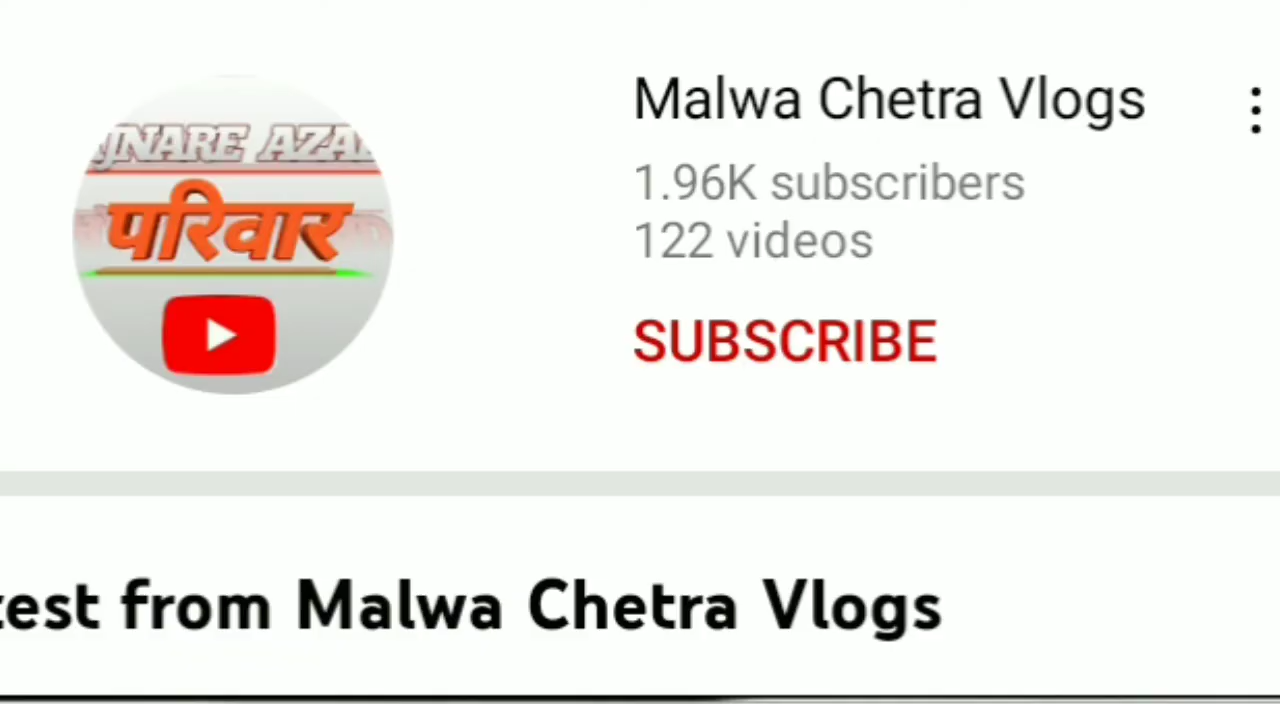 Malwa Chetra Vlogs
1.96K subscribers
122 videos
SUBSCRIBE
परिवार
test from Malwa Chetra Vlogs